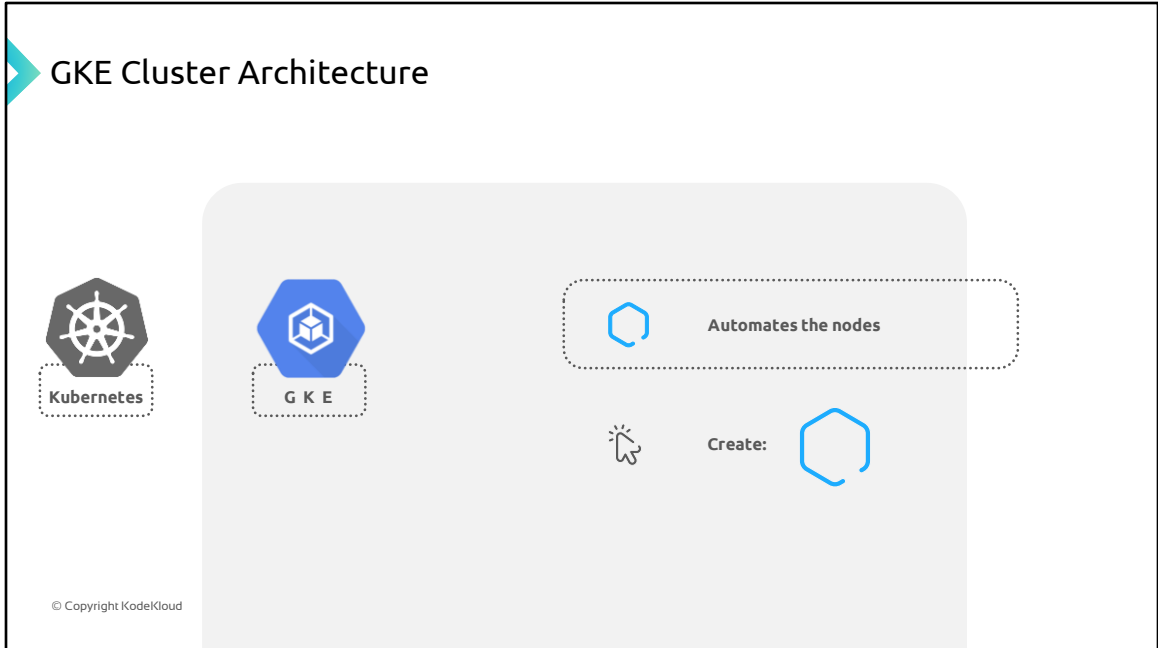 GKE Cluster Architecture
Automates the nodes
Kubernetes
G K E
Create:
© Copyright KodeKloud